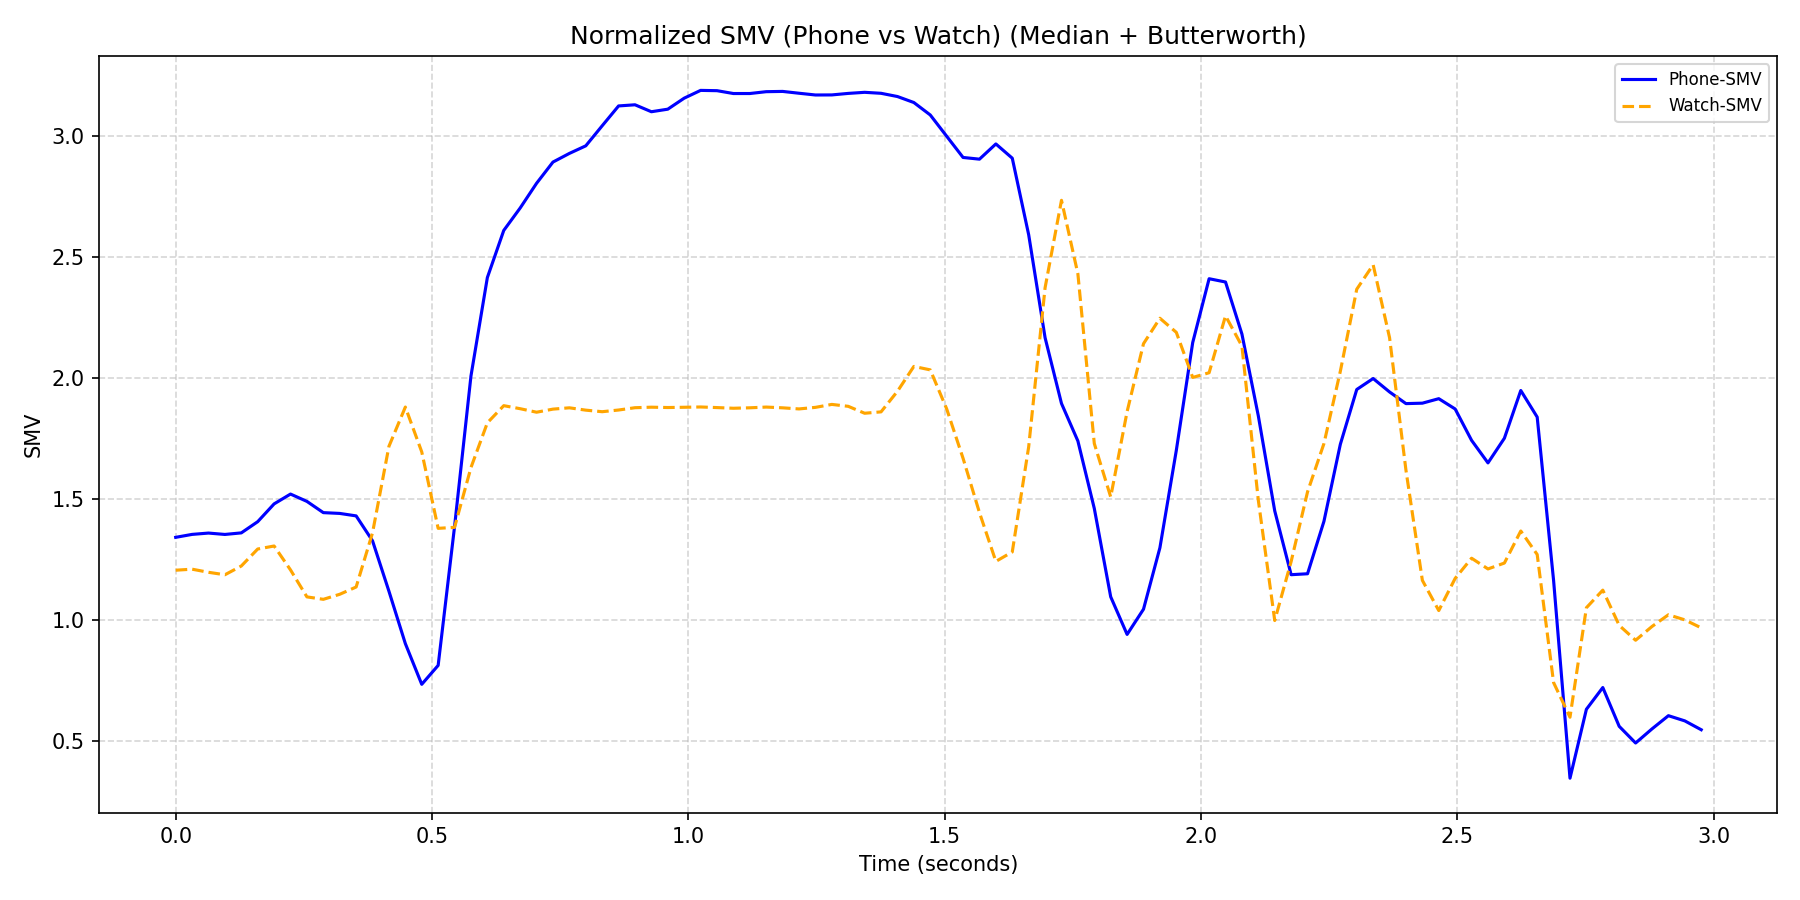 Normalized SMV (Phone vs Watch) (Median + Butterworth)
Phone-SMV
Watch-SMV
SMV
3.0
2.5
2.0
1.5
1.0
0.5
0.0 0.5 1.0 1.5 2.0 2.5 3.0
Time (seconds)